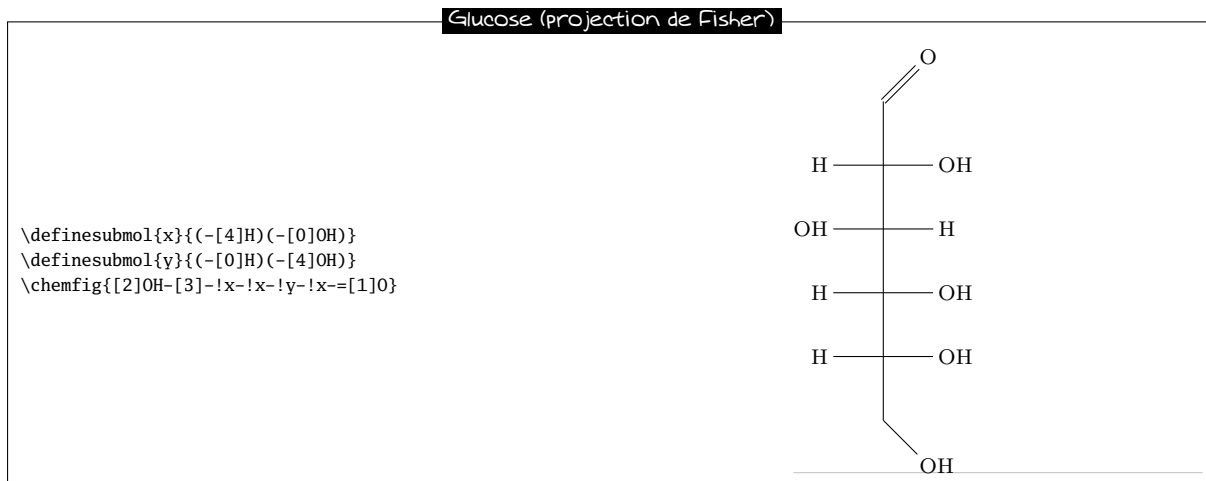 Glucose (projection de Fisher)
\definesubmol{x}{(-[4]H)(-[0]OH)}
\definesubmol{y}{(-[0]H)(-[4]OH)}
\chemfig{[2]OH-[3]-!x-!x-!y-!x-=[1]O}
O
H OH
OH H
H OH
H OH
OH